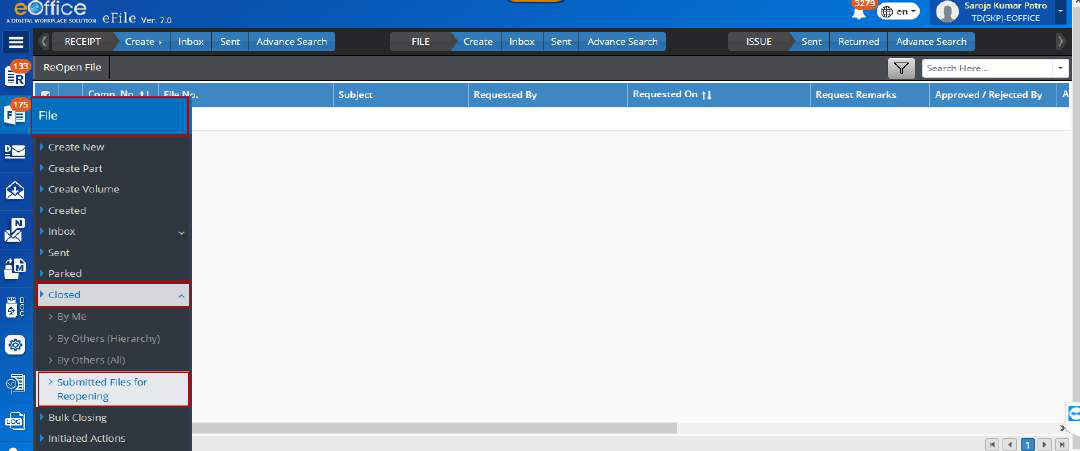 eOffice
A DIGITAL WORKPLACE SOLUTION
eFile Ver. 7.0
3279
en
Saroja Kumar Patro
TD(SKP)-EOFFICE
RECEIPT Create Inbox Sent Advance Search FILE Create Inbox Sent Advance Search ISSUE Sent Returned Advance Search
133
R
ReOpen File
Search Here...
Comp. No. File No. Subject Requested By Requested On Request Remarks Approved / Rejected By A
175
F
File
D
Create New
Create Part
Create Volume
Created
N
Inbox
Sent
M
Parked
Closed
DSC
By Me
By Others (Hierarchy)
By Others (All)
Submitted Files for
Reopening
Bulk Closing
LOG
Initiated Actions
1